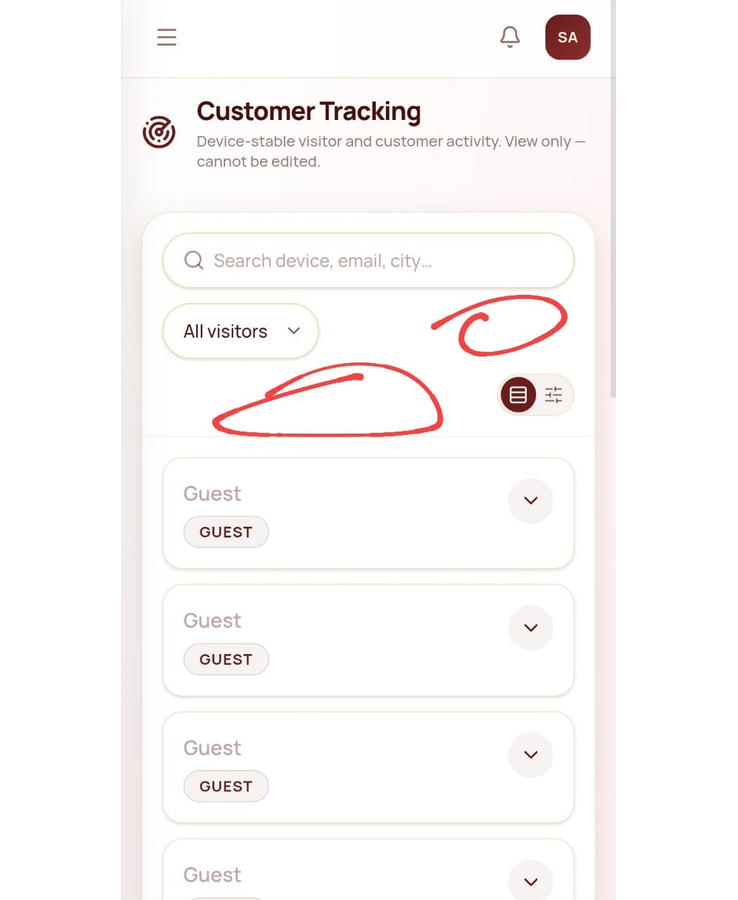 SA
Customer Tracking
Device-stable visitor and customer activity. View only —
cannot be edited.
Search device, email, city...
All visitors
Guest
GUEST
Guest
GUEST
Guest
GUEST
Guest